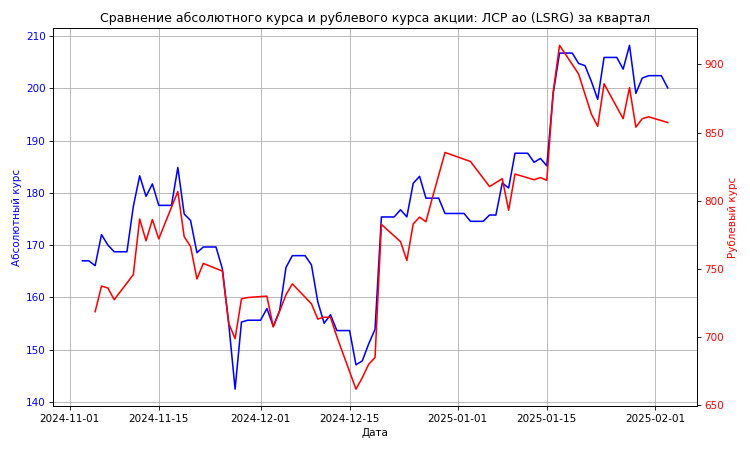 Сравнение абсолютного курса и рублевого курса акции: ЛСР ао (LSRG) за квартал
Абсолютный курс
210
200
190
180
170
160
150
140
Рублевый курс
900
850
800
750
700
650
2024-11-01 2024-11-15 2024-12-01 2024-12-15 2025-01-01 2025-01-15 2025-02-01
Дата